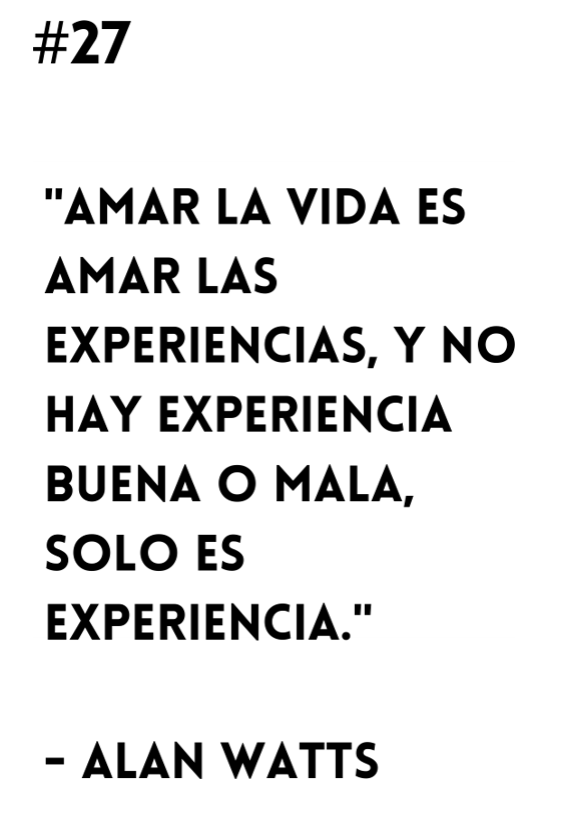 #27
"AMAR LA VIDA ES
AMAR LAS
EXPERIENCIAS, Y NO
HAY EXPERIENCIA
BUENA O MALA,
SOLO ES
EXPERIENCIA."
- ALAN WATTS